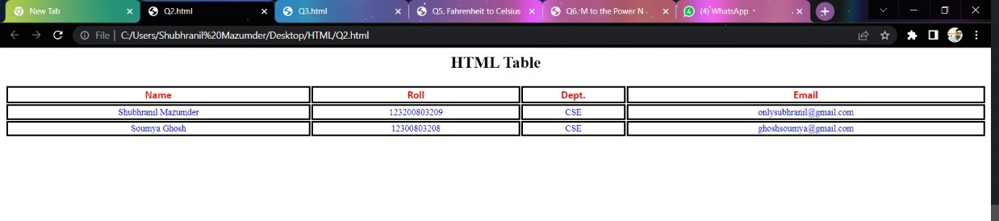 New Tab Q2.html Q3.html Q5. Fahrenheit to Celsius Q6. M to the Power N (4) WhatsApp
File | C:/Users/Shubhranil%20Mazumder/Desktop/HTML/Q2.html
HTML Table
Name Roll Dept. Email
Shubhranil Mazumder 123200803209 CSE onlysubhranil@gmail.com
Soumya Ghosh 12300803208 CSE ghoshsoumya@gmail.com